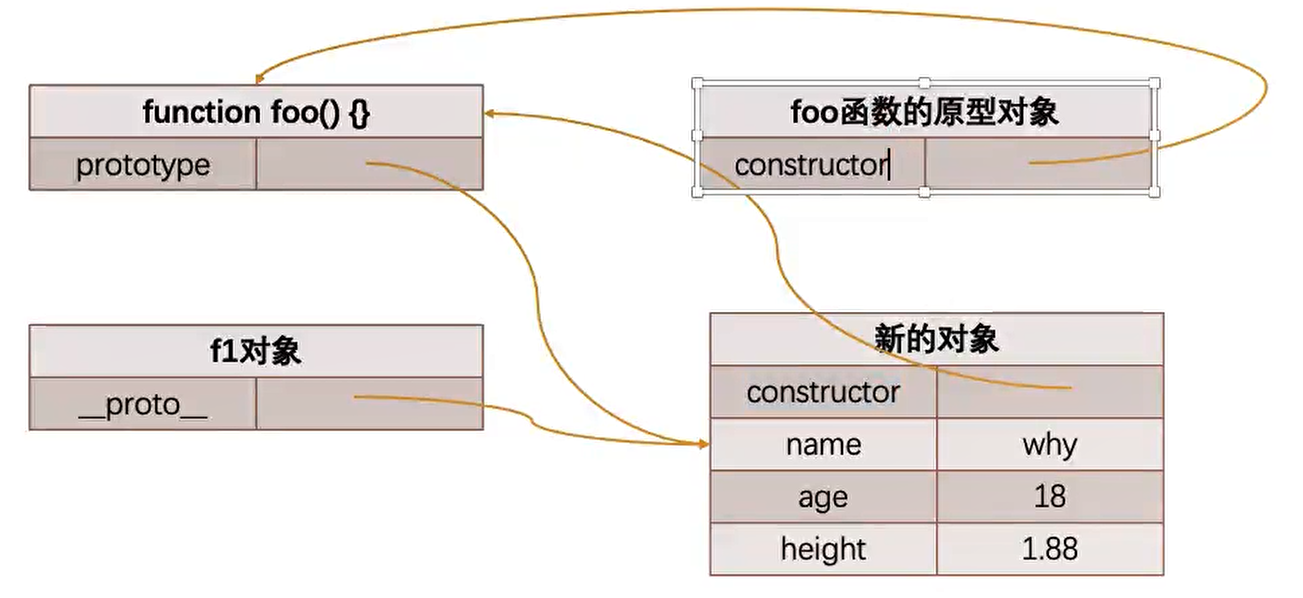 function foo() {}
prototype
foo函数的原型对象
constructor
f1对象
__proto__
新的对象
constructor
name why
age 18
height 1.88